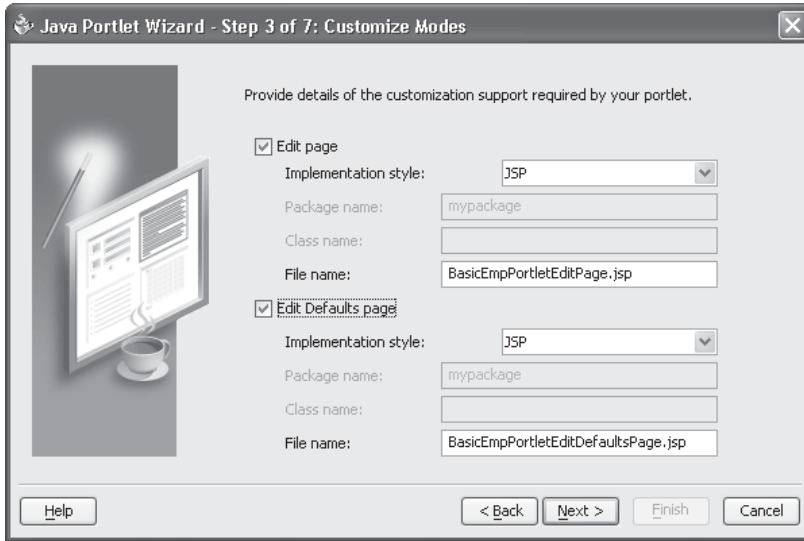 Java Portlet Wizard - Step 3 of 7: Customize Modes
Provide details of the customization support required by your portlet.
Edit page
Implementation style: JSP
Package name: mypackage
Class name:
File name: BasicEmpPortletEditPage.jsp
Edit Defaults page
Implementation style: JSP
Package name: mypackage
Class name:
File name: BasicEmpPortletEditDefaultsPage.jsp
Help < Back Next > Finish Cancel